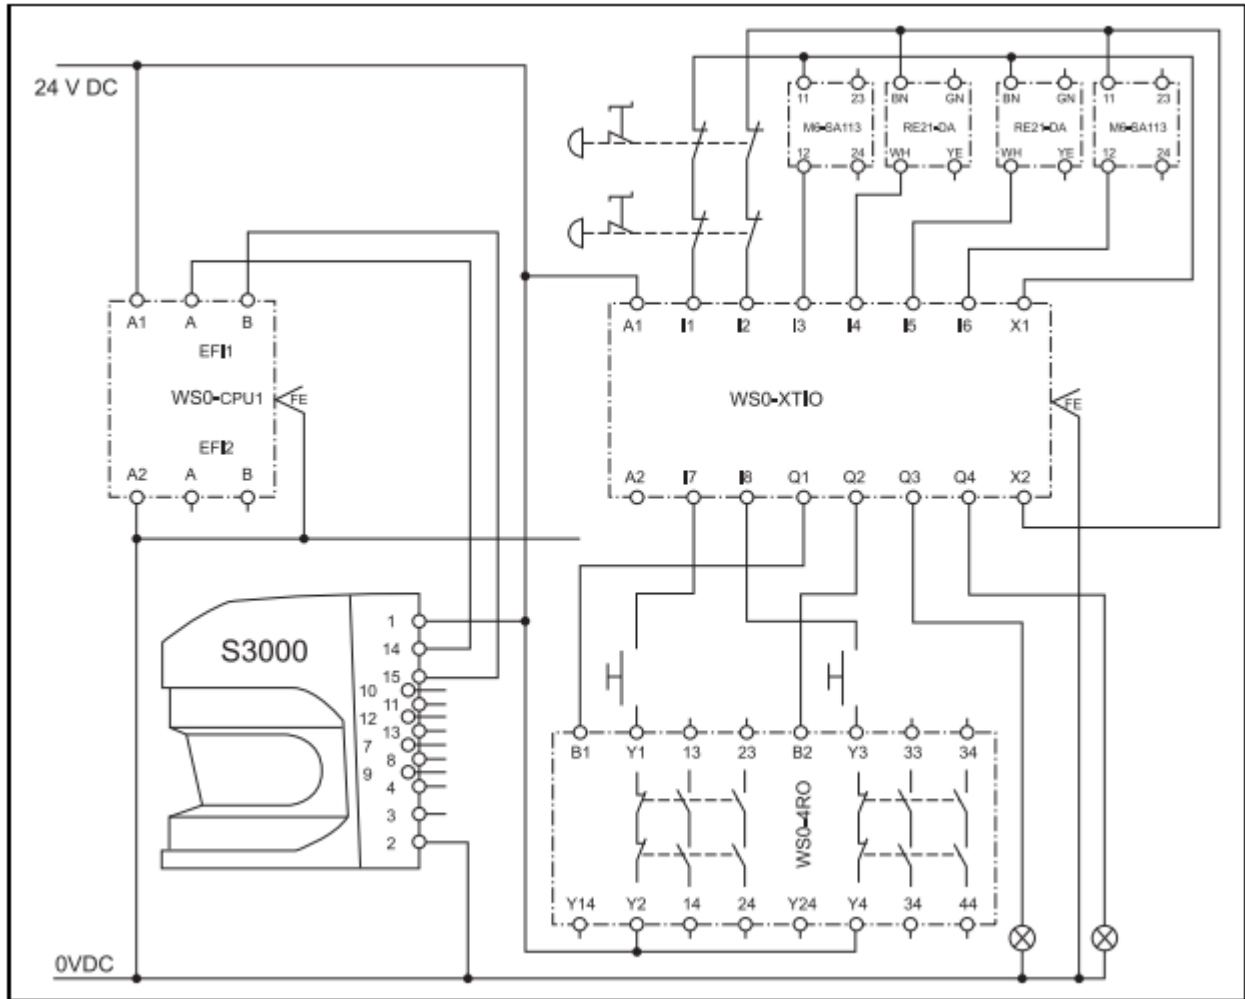 24 V DC
11 23 BN GN BN GN 11 23
M6-SA113 RE21-DA RE21-DA M6-SA113
12 24 WH YE WH YE 12 24
A1 A B
EFI1
WS0-CPU1 FE
EFI2
A2 A B
A1 I1 I2 I3 I4 I5 I6 X1
WS0-XTIO FE
A2 I7 I8 Q1 Q2 Q3 Q4 X2
S3000
1
14
15
10
11
12
13
7
8
9
4
3
2
B1 Y1 13 23 B2 Y3 33 34
WS0-4RO
Y14 Y2 14 24 Y24 Y4 34 44
0VDC